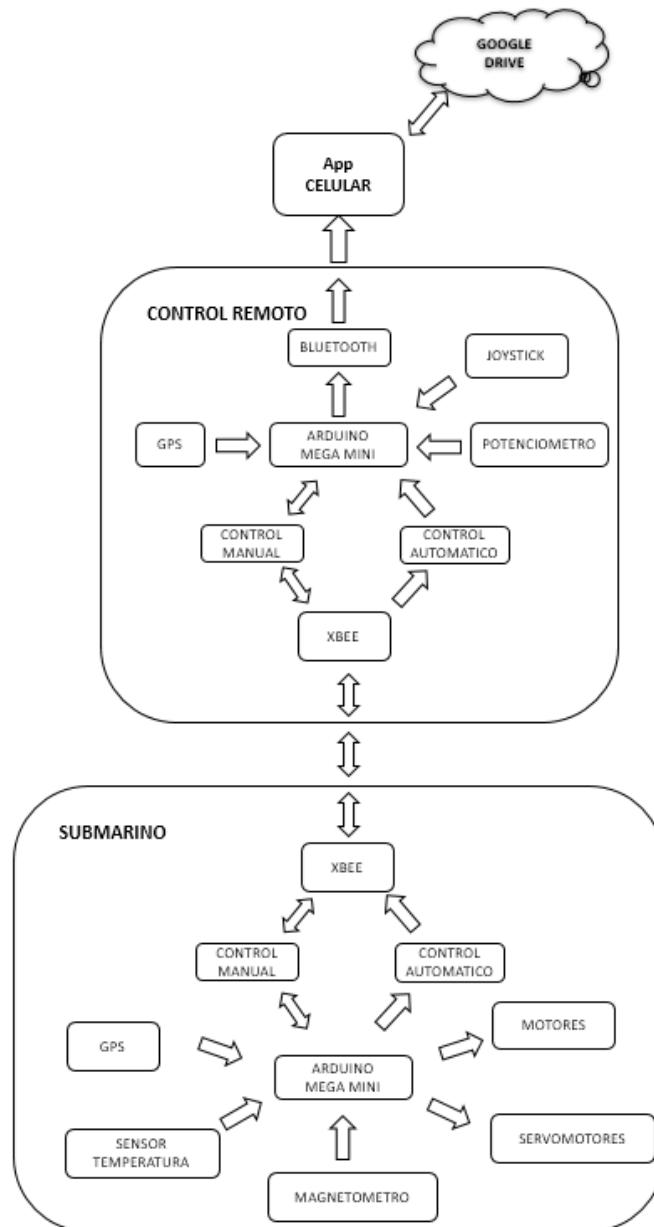 GOOGLE
DRIVE
App
CELULAR
CONTROL REMOTO
BLUETOOTH
JOYSTICK
GPS
ARDUINO
MEGA MINI
POTENCIOMETRO
CONTROL
MANUAL
CONTROL
AUTOMATICO
XBEE
SUBMARINO
XBEE
CONTROL
MANUAL
CONTROL
AUTOMATICO
MOTORES
GPS
ARDUINO
MEGA MINI
SENSOR
TEMPERATURA
SERVOMOTORES
MAGNETOMETRO